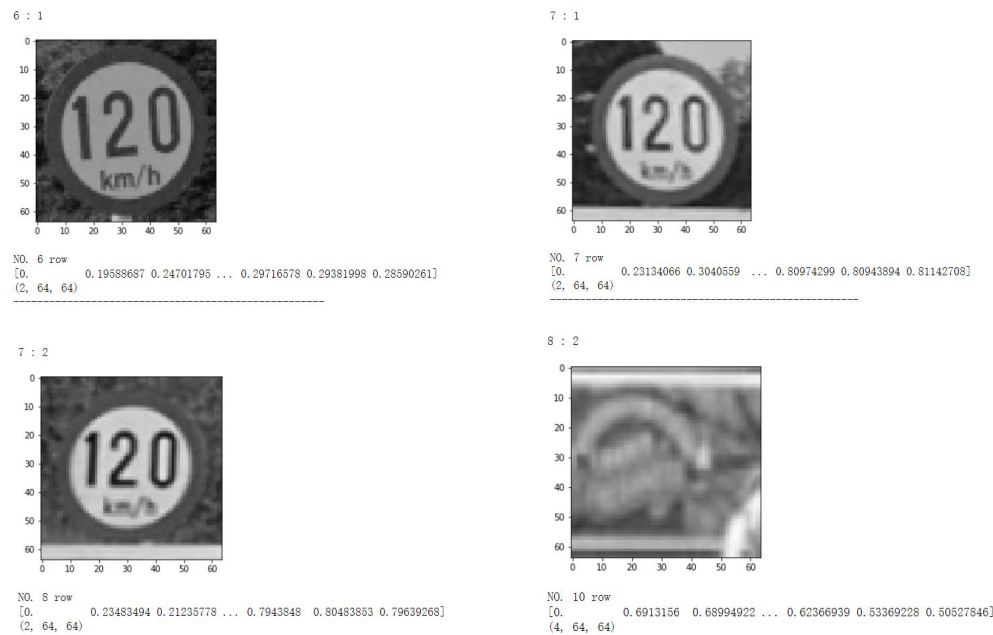 6 : 1
0
10
20
30
40
50
60
120
km/h
0 10 20 30 40 50 60
NO. 6 row
[0. 0.19588687 0.24701795 ... 0.29716578 0.29381998 0.28590261]
(2, 64, 64)
----------------------------------------------------
7 : 1
0
10
20
30
40
50
60
120
km/h
0 10 20 30 40 50 60
NO. 7 row
[0. 0.23134066 0.3040559 ... 0.80974299 0.80943894 0.81142708]
(2, 64, 64)
----------------------------------------------------
7 : 2
0
10
20
30
40
50
60
120
km/h
0 10 20 30 40 50 60
NO. 8 row
[0. 0.23483494 0.21235778 ... 0.7943848 0.80483853 0.79639268]
(2, 64, 64)
8 : 2
0
10
20
30
40
50
60
0 10 20 30 40 50 60
NO. 10 row
[0. 0.6913156 0.68994922 ... 0.62366939 0.53369228 0.50527846]
(4, 64, 64)